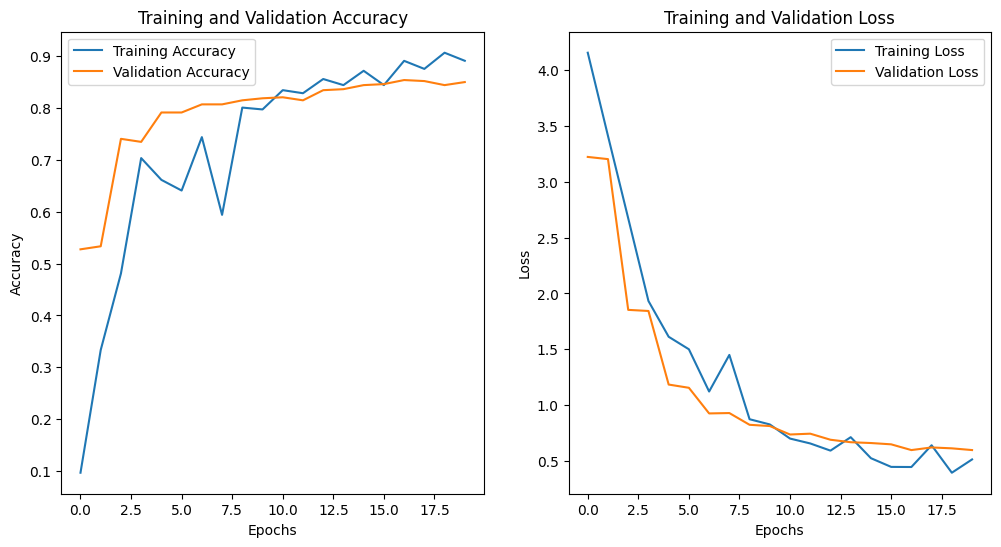 Training and Validation Accuracy
Training Accuracy
Validation Accuracy
0.9
0.8
0.7
0.6
0.5
0.4
0.3
0.2
0.1
Accuracy
0.0 2.5 5.0 7.5 10.0 12.5 15.0 17.5
Epochs
Training and Validation Loss
Training Loss
Validation Loss
4.0
3.5
3.0
2.5
2.0
1.5
1.0
0.5
Loss
0.0 2.5 5.0 7.5 10.0 12.5 15.0 17.5
Epochs